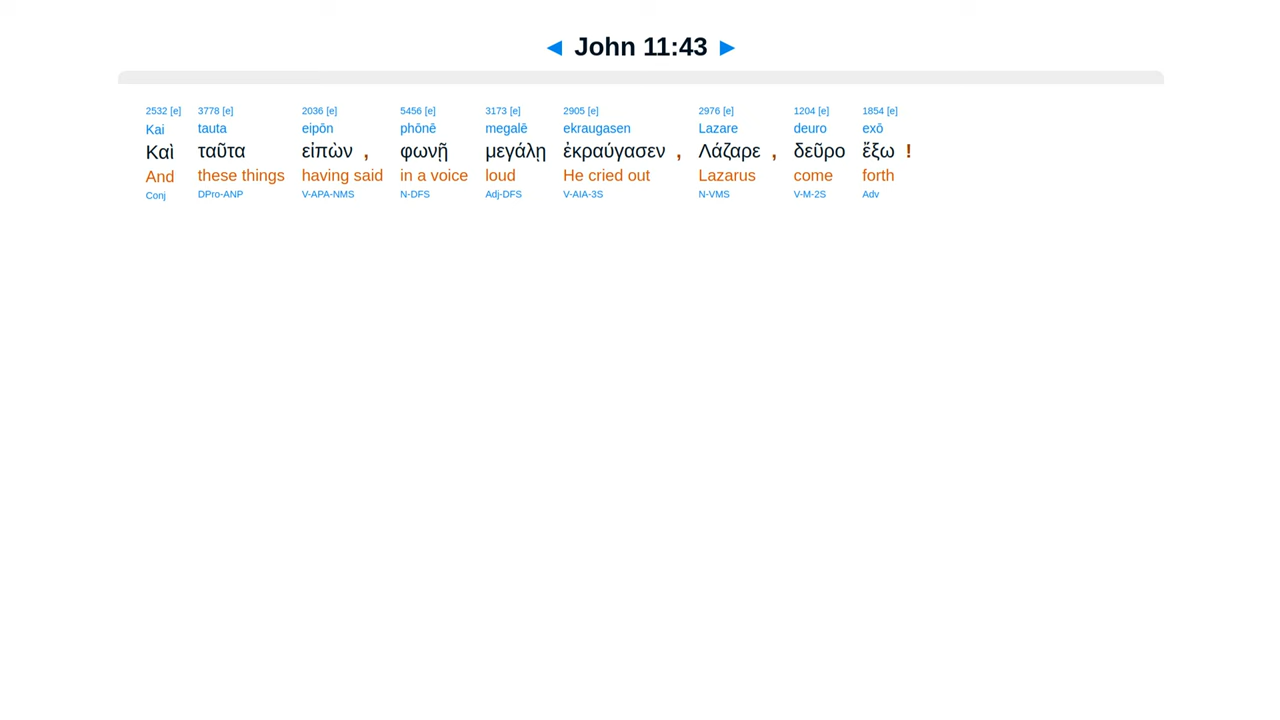 ◄ John 11:43 ►
2532 [e] 3778 [e] 2036 [e] 5456 [e] 3173 [e] 2905 [e] 2976 [e] 1204 [e] 1854 [e]
Kai tauta eipōn phōnē megalē ekraugasen Lazare deuro exō
Καὶ ταῦτα εἰπὼν , φωνῇ μεγάλῃ ἐκραύγασεν , Λάζαρε , δεῦρο ἔξω !
And these things having said in a voice loud He cried out Lazarus come forth
Conj DPro-ANP V-APA-NMS N-DFS Adj-DFS V-AIA-3S N-VMS V-M-2S Adv